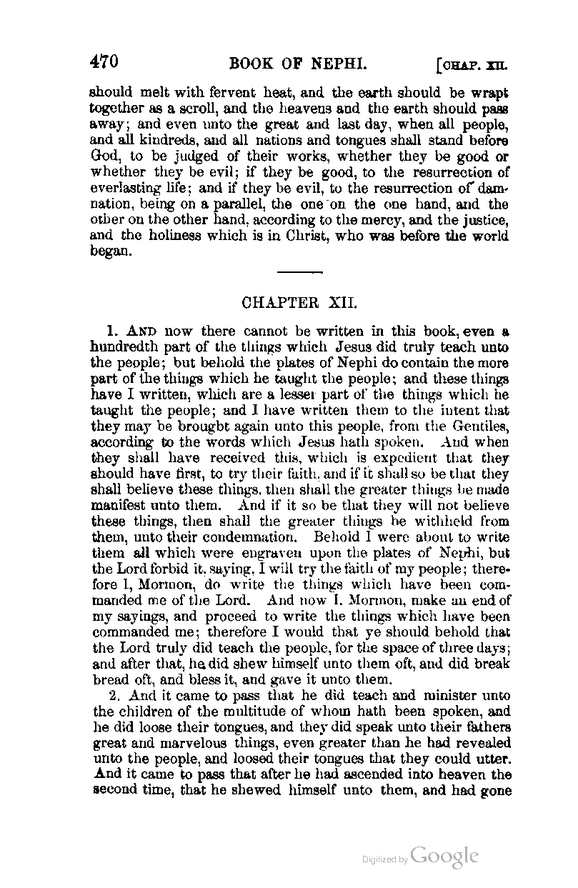 470 BOOK OF NEPHI. [CHAP. XII.
should melt with fervent heat, and the earth should be wrapt
together as a scroll, and the heavens and the earth should pass
away; and even unto the great and last day, when all people,
and all kindreds, and all nations and tongues shall stand before
God, to be judged of their works, whether they be good or
whether they be evil; if they be good, to the resurrection of
everlasting life; and if they be evil, to the resurrection of dam-
nation, being on a parallel, the one on the one hand, and the
other on the other hand, according to the mercy, and the justice,
and the holiness which is in Christ, who was before the world
began.
CHAPTER XII.
1. AND now there cannot be written in this book, even a
hundredth part of the things which Jesus did truly teach unto
the people; but behold the plates of Nephi do contain the more
part of the things which he taught the people; and these things
have I written, which are a lesser part of the things which he
taught the people; and I have written them to the intent that
they may be brought again unto this people, from the Gentiles,
according to the words which Jesus hath spoken. And when
they shall have received this, which is expedient that they
should have first, to try their faith, and if it shall so be that they
shall believe these things, then shall the greater things be made
manifest unto them. And if it so be that they will not believe
these things, then shall the greater things be withheld from
them, unto their condemnation. Behold I were about to write
them all which were engraven upon the plates of Nephi, but
the Lord forbid it, saying, I will try the faith of my people; there-
fore I, Mormon, do write the things which have been com-
manded me of the Lord. And now I, Mormon, make an end of
my sayings, and proceed to write the things which have been
commanded me; therefore I would that ye should behold that
the Lord truly did teach the people, for the space of three days;
and after that, he did shew himself unto them oft, and did break
bread oft, and bless it, and gave it unto them.
2. And it came to pass that he did teach and minister unto
the children of the multitude of whom hath been spoken, and
he did loose their tongues, and they did speak unto their fathers
great and marvelous things, even greater than he had revealed
unto the people, and loosed their tongues that they could utter.
And it came to pass that after he had ascended into heaven the
second time, that he shewed himself unto them, and had gone
Digitized by Google